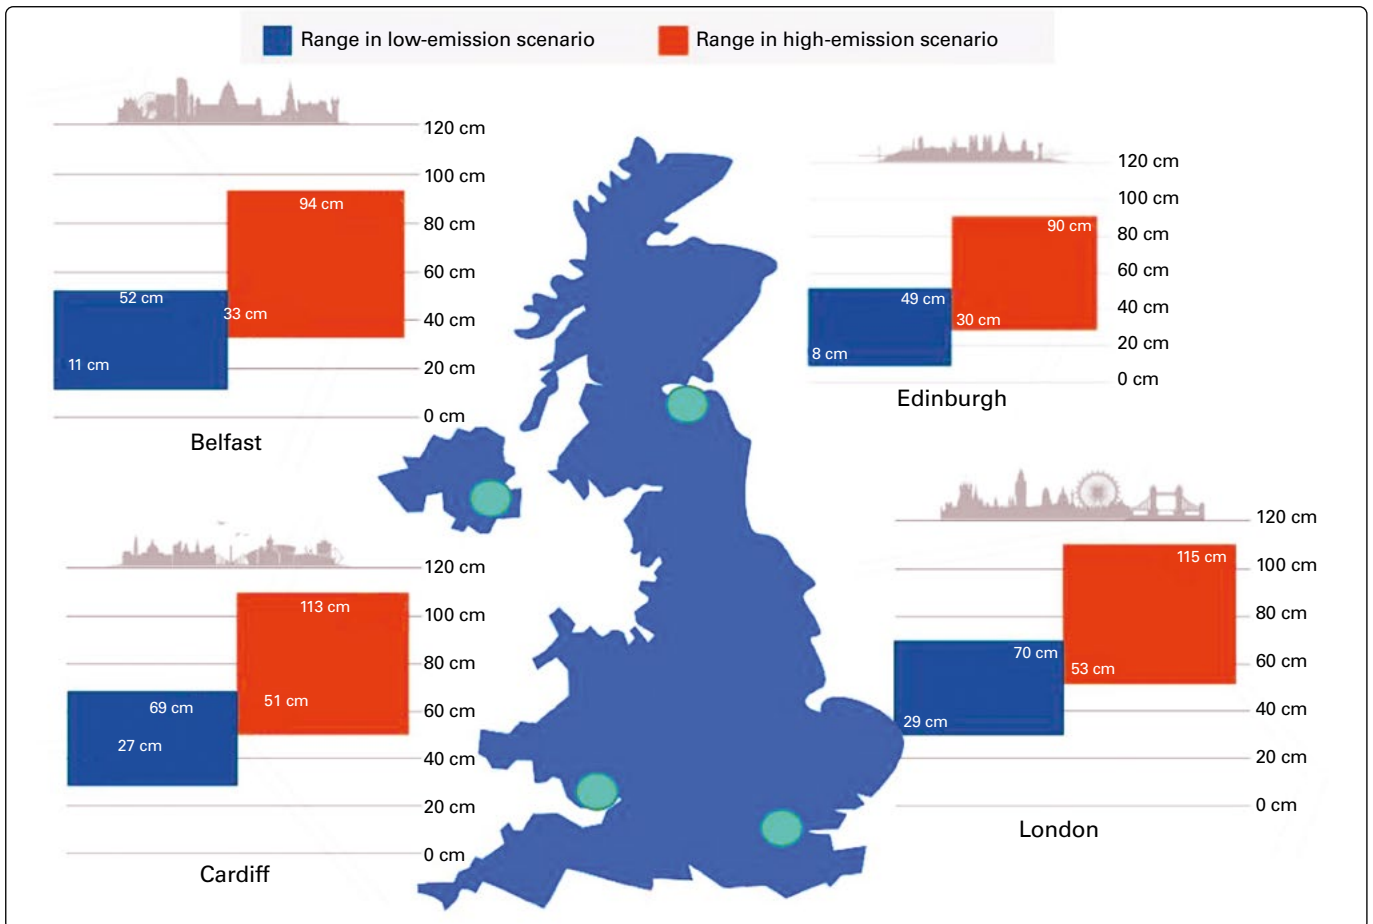 Range in low-emission scenario
Range in high-emission scenario
120 cm
100 cm
94 cm
80 cm
60 cm
52 cm
33 cm
40 cm
11 cm
20 cm
0 cm
Belfast
120 cm
100 cm
90 cm
80 cm
60 cm
49 cm
40 cm
30 cm
20 cm
8 cm
0 cm
Edinburgh
120 cm
113 cm
100 cm
80 cm
69 cm
51 cm
60 cm
27 cm
40 cm
20 cm
0 cm
Cardiff
120 cm
115 cm
100 cm
80 cm
70 cm
60 cm
53 cm
40 cm
29 cm
20 cm
0 cm
London